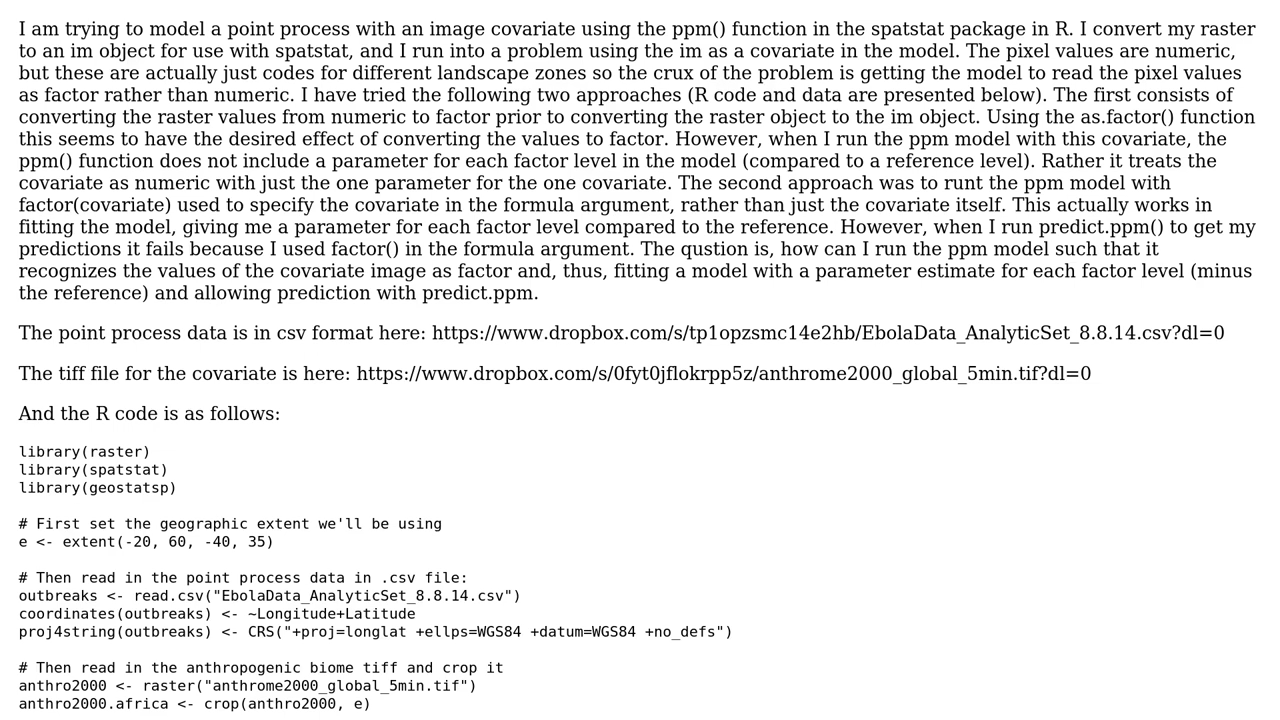 I am trying to model a point process with an image covariate using the ppm() function in the spatstat package in R. I convert my raster
to an im object for use with spatstat, and I run into a problem using the im as a covariate in the model. The pixel values are numeric,
but these are actually just codes for different landscape zones so the crux of the problem is getting the model to read the pixel values
as factor rather than numeric. I have tried the following two approaches (R code and data are presented below). The first consists of
converting the raster values from numeric to factor prior to converting the raster object to the im object. Using the as.factor() function
this seems to have the desired effect of converting the values to factor. However, when I run the ppm model with this covariate, the
ppm() function does not include a parameter for each factor level in the model (compared to a reference level). Rather it treats the
covariate as numeric with just the one parameter for the one covariate. The second approach was to runt the ppm model with
factor(covariate) used to specify the covariate in the formula argument, rather than just the covariate itself. This actually works in
fitting the model, giving me a parameter for each factor level compared to the reference. However, when I run predict.ppm() to get my
predictions it fails because I used factor() in the formula argument. The qustion is, how can I run the ppm model such that it
recognizes the values of the covariate image as factor and, thus, fitting a model with a parameter estimate for each factor level (minus
the reference) and allowing prediction with predict.ppm.
The point process data is in csv format here: https://www.dropbox.com/s/tp1opzsmc14e2hb/EbolaData_AnalyticSet_8.8.14.csv?dl=0
The tiff file for the covariate is here: https://www.dropbox.com/s/0fyt0jflokrpp5z/anthrome2000_global_5min.tif?dl=0
And the R code is as follows:
library(raster)
library(spatstat)
library(geostatsp)
# First set the geographic extent we'll be using
e <- extent(-20, 60, -40, 35)
# Then read in the point process data in .csv file:
outbreaks <- read.csv("EbolaData_AnalyticSet_8.8.14.csv")
coordinates(outbreaks) <- ~Longitude+Latitude
proj4string(outbreaks) <- CRS("+proj=longlat +ellps=WGS84 +datum=WGS84 +no_defs")
# Then read in the anthropogenic biome tiff and crop it
anthro2000 <- raster("anthrome2000_global_5min.tif")
anthro2000.africa <- crop(anthro2000, e)